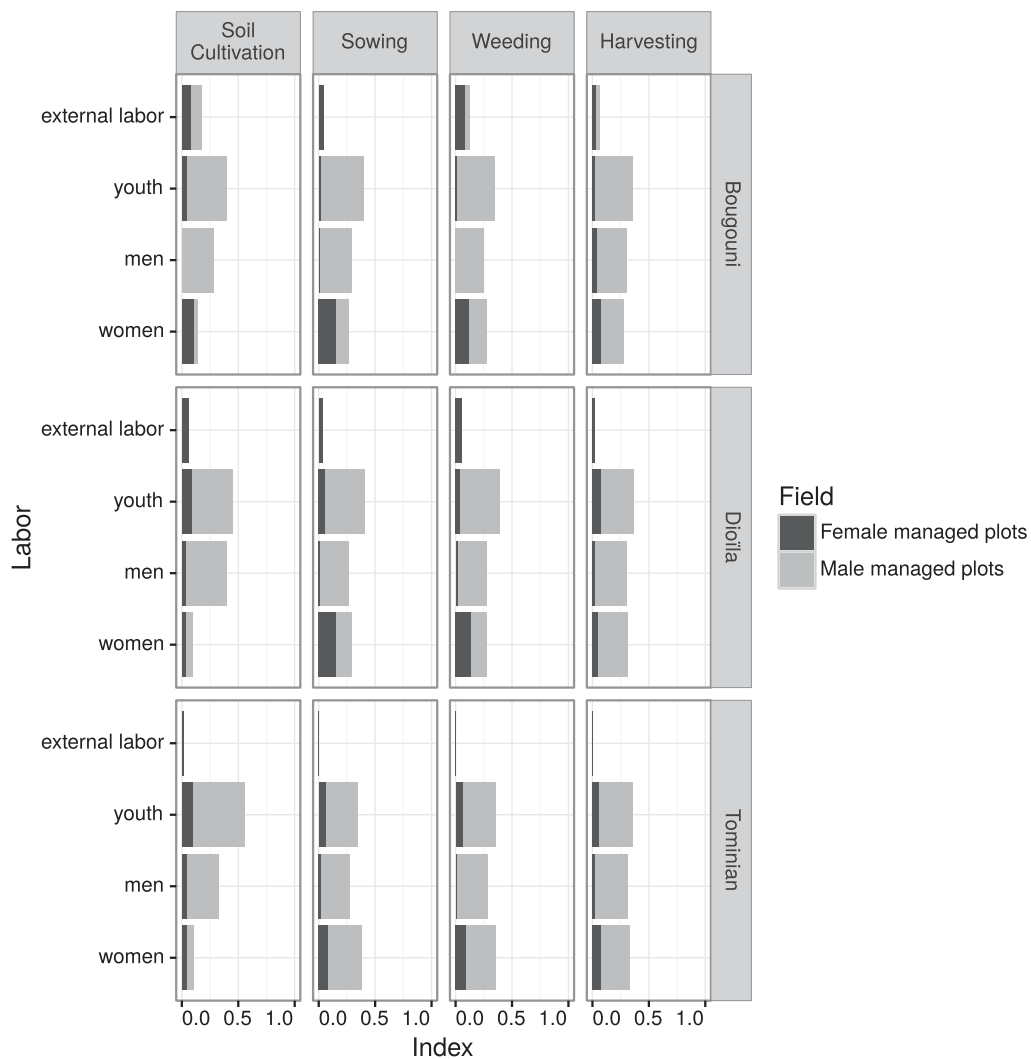 Soil
Cultivation
Sowing
Weeding
Harvesting
external labor
youth
men
women
Bougouni
external labor
youth
men
women
Dioïla
external labor
youth
men
women
Tominian
Labor
0.0 0.5 1.0 0.0 0.5 1.0 0.0 0.5 1.0 0.0 0.5 1.0
Index
Field
Female managed plots
Male managed plots